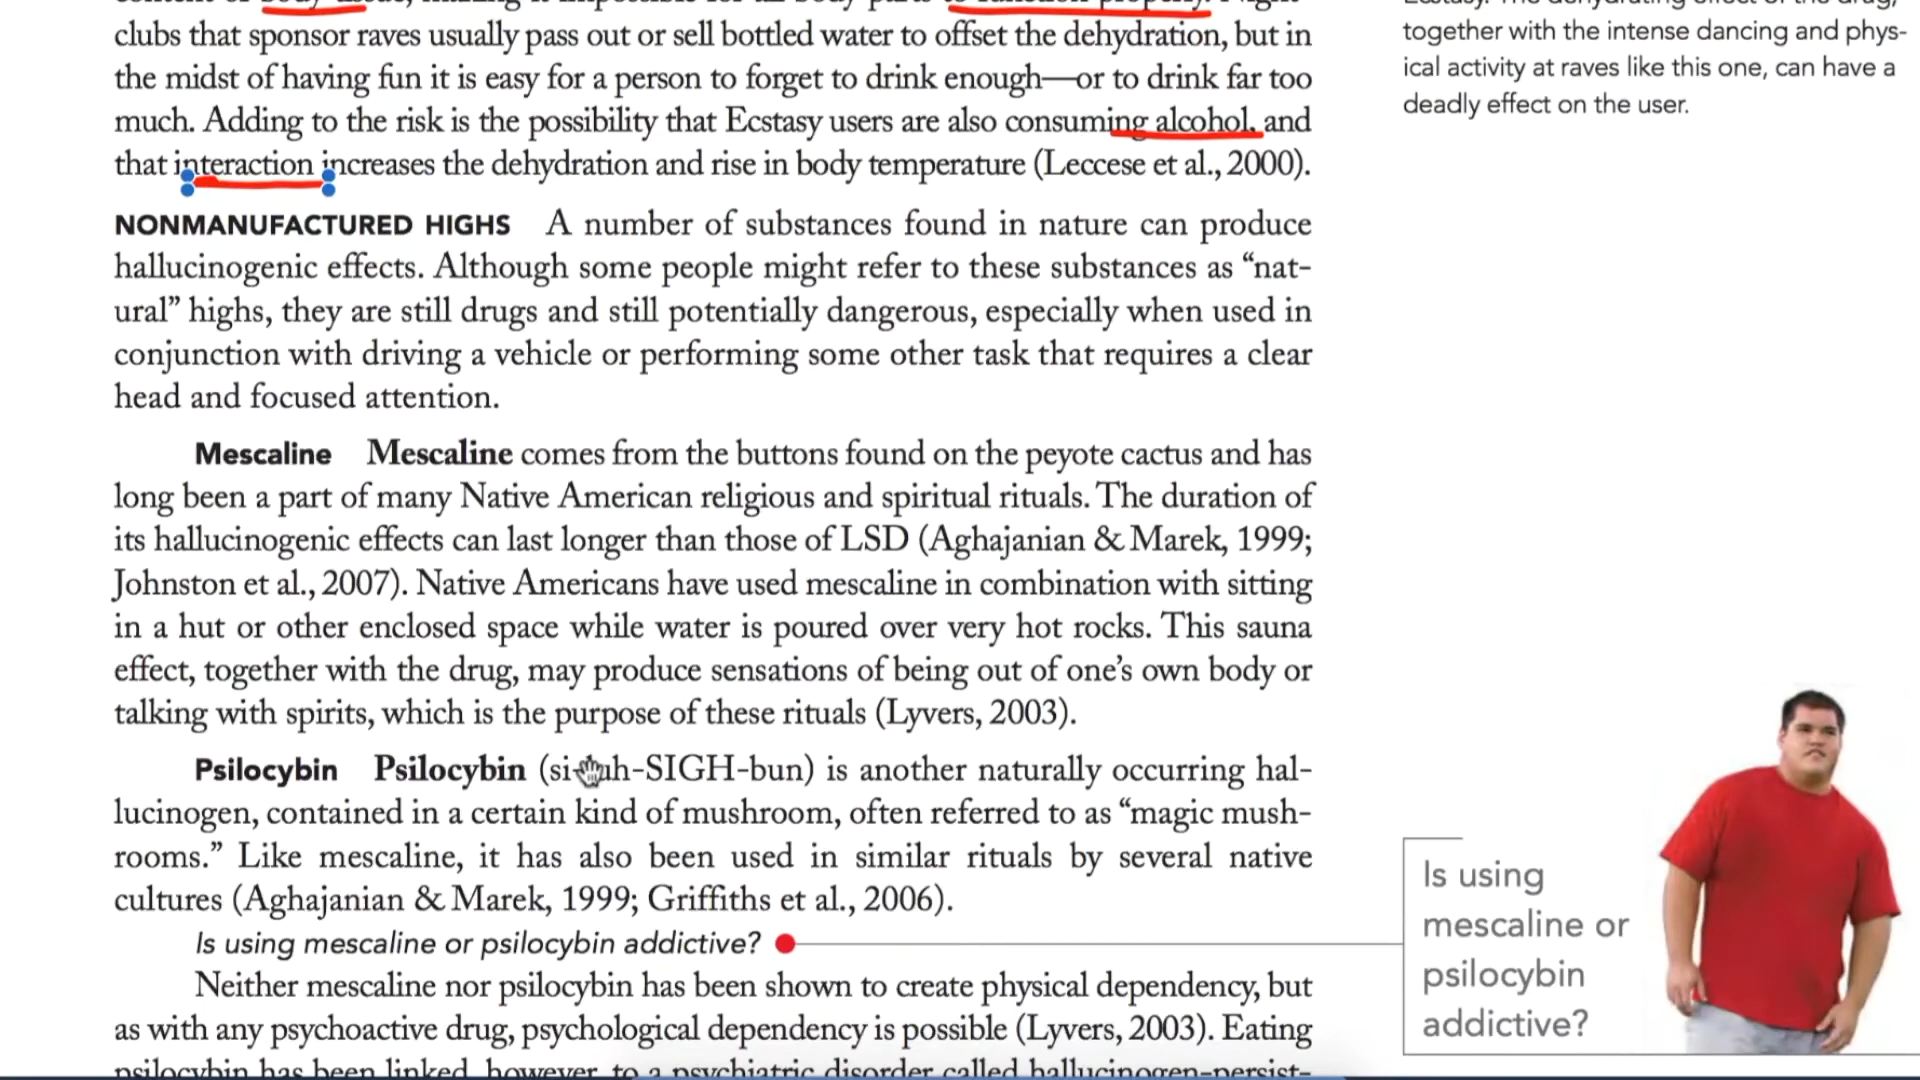 clubs that sponsor raves usually pass out or sell bottled water to offset the dehydration, but in
the midst of having fun it is easy for a person to forget to drink enough—or to drink far too
much. Adding to the risk is the possibility that Ecstasy users are also consuming alcohol, and
that interaction increases the dehydration and rise in body temperature (Leccese et al., 2000).
NONMANUFACTURED HIGHS A number of substances found in nature can produce
hallucinogenic effects. Although some people might refer to these substances as “nat-
ural” highs, they are still drugs and still potentially dangerous, especially when used in
conjunction with driving a vehicle or performing some other task that requires a clear
head and focused attention.
Mescaline Mescaline comes from the buttons found on the peyote cactus and has
long been a part of many Native American religious and spiritual rituals. The duration of
its hallucinogenic effects can last longer than those of LSD (Aghajanian & Marek, 1999;
Johnston et al., 2007). Native Americans have used mescaline in combination with sitting
in a hut or other enclosed space while water is poured over very hot rocks. This sauna
effect, together with the drug, may produce sensations of being out of one’s own body or
talking with spirits, which is the purpose of these rituals (Lyvers, 2003).
Psilocybin Psilocybin (si- uh-SIGH-bun) is another naturally occurring hal-
lucinogen, contained in a certain kind of mushroom, often referred to as “magic mush-
rooms.” Like mescaline, it has also been used in similar rituals by several native
cultures (Aghajanian & Marek, 1999; Griffiths et al., 2006).
Is using mescaline or psilocybin addictive?
Neither mescaline nor psilocybin has been shown to create physical dependency, but
as with any psychoactive drug, psychological dependency is possible (Lyvers, 2003). Eating
psilocybin has been linked, however, to a psychiatric disorder called hallucinogen-persist-
together with the intense dancing and phys-
ical activity at raves like this one, can have a
deadly effect on the user.
Is using
mescaline or
psilocybin
addictive?